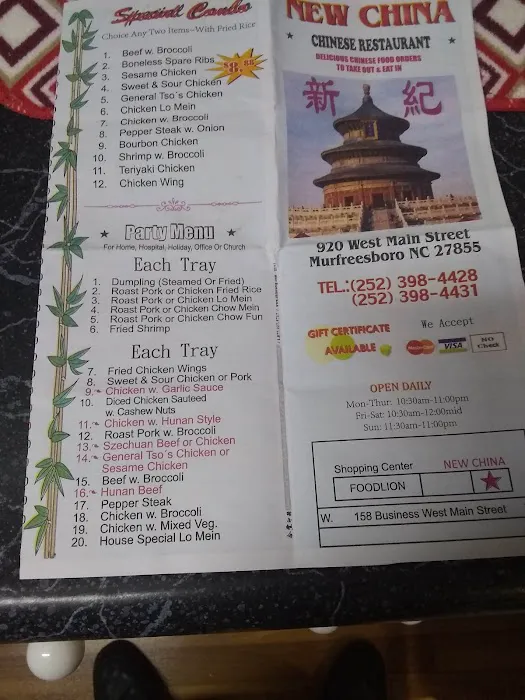 Special Combo
Choice Any Two Items~With Fried Rice
1. Beef w. Broccoli
2. Boneless Spare Ribs
3. Sesame Chicken
4. Sweet & Sour Chicken
5. General Tso's Chicken
6. Chicken Lo Mein
7. Chicken w. Broccoli
8. Pepper Steak w. Onion
9. Bourbon Chicken
10. Shrimp w. Broccoli
11. Teriyaki Chicken
12. Chicken Wing
Party Menu
For Home, Hospital, Holiday, Office Or Church
Each Tray
1. Dumpling (Steamed Or Fried)
2. Roast Pork or Chicken Fried Rice
3. Roast Pork or Chicken Lo Mein
4. Roast Pork or Chicken Chow Mein
5. Roast Pork or Chicken Chow Fun
6. Fried Shrimp
Each Tray
7. Fried Chicken Wings
8. Sweet & Sour Chicken or Pork
9. Chicken w. Garlic Sauce
10. Diced Chicken Sauteed
w. Cashew Nuts
11. Chicken w. Hunan Style
12. Roast Pork w. Broccoli
13. Szechuan Beef or Chicken
14. General Tso's Chicken or
Sesame Chicken
15. Beef w. Broccoli
16. Hunan Beef
17. Pepper Steak
18. Chicken w. Broccoli
19. Chicken w. Mixed Veg.
20. House Special Lo Mein
NEW CHINA
CHINESE RESTAURANT
DELICIOUS CHINESE FOOD ORDERS
TO TAKE OUT & EAT IN
新 紀
920 West Main Street
Murfreesboro NC 27855
TEL.:(252) 398-4428
(252) 398-4431
GIFT CERTIFICATE
AVAILABLE
We Accept
MasterCard
VISA
NO
Check
OPEN DAILY
Mon-Thur: 10:30am-11:00pm
Fri-Sat: 10:30am-12:00mid
Sun: 11:30am-11:00pm
Shopping Center
NEW CHINA
FOODLION
W. 158 Business West Main Street